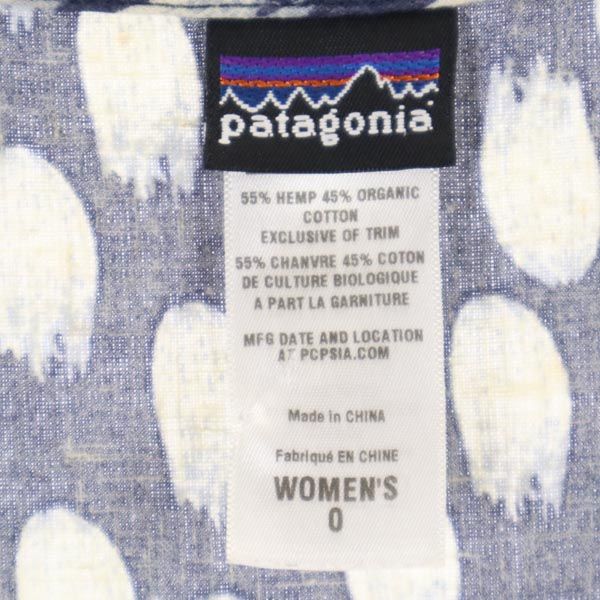 patagonia
55% HEMP 45% ORGANIC
COTTON
EXCLUSIVE OF TRIM
55% CHANVRE 45% COTON
DE CULTURE BIOLOGIQUE
A PART LA GARNITURE
MFG DATE AND LOCATION
AT PCPSIA.COM
Made in CHINA
Fabriqué EN CHINE
WOMEN'S
0